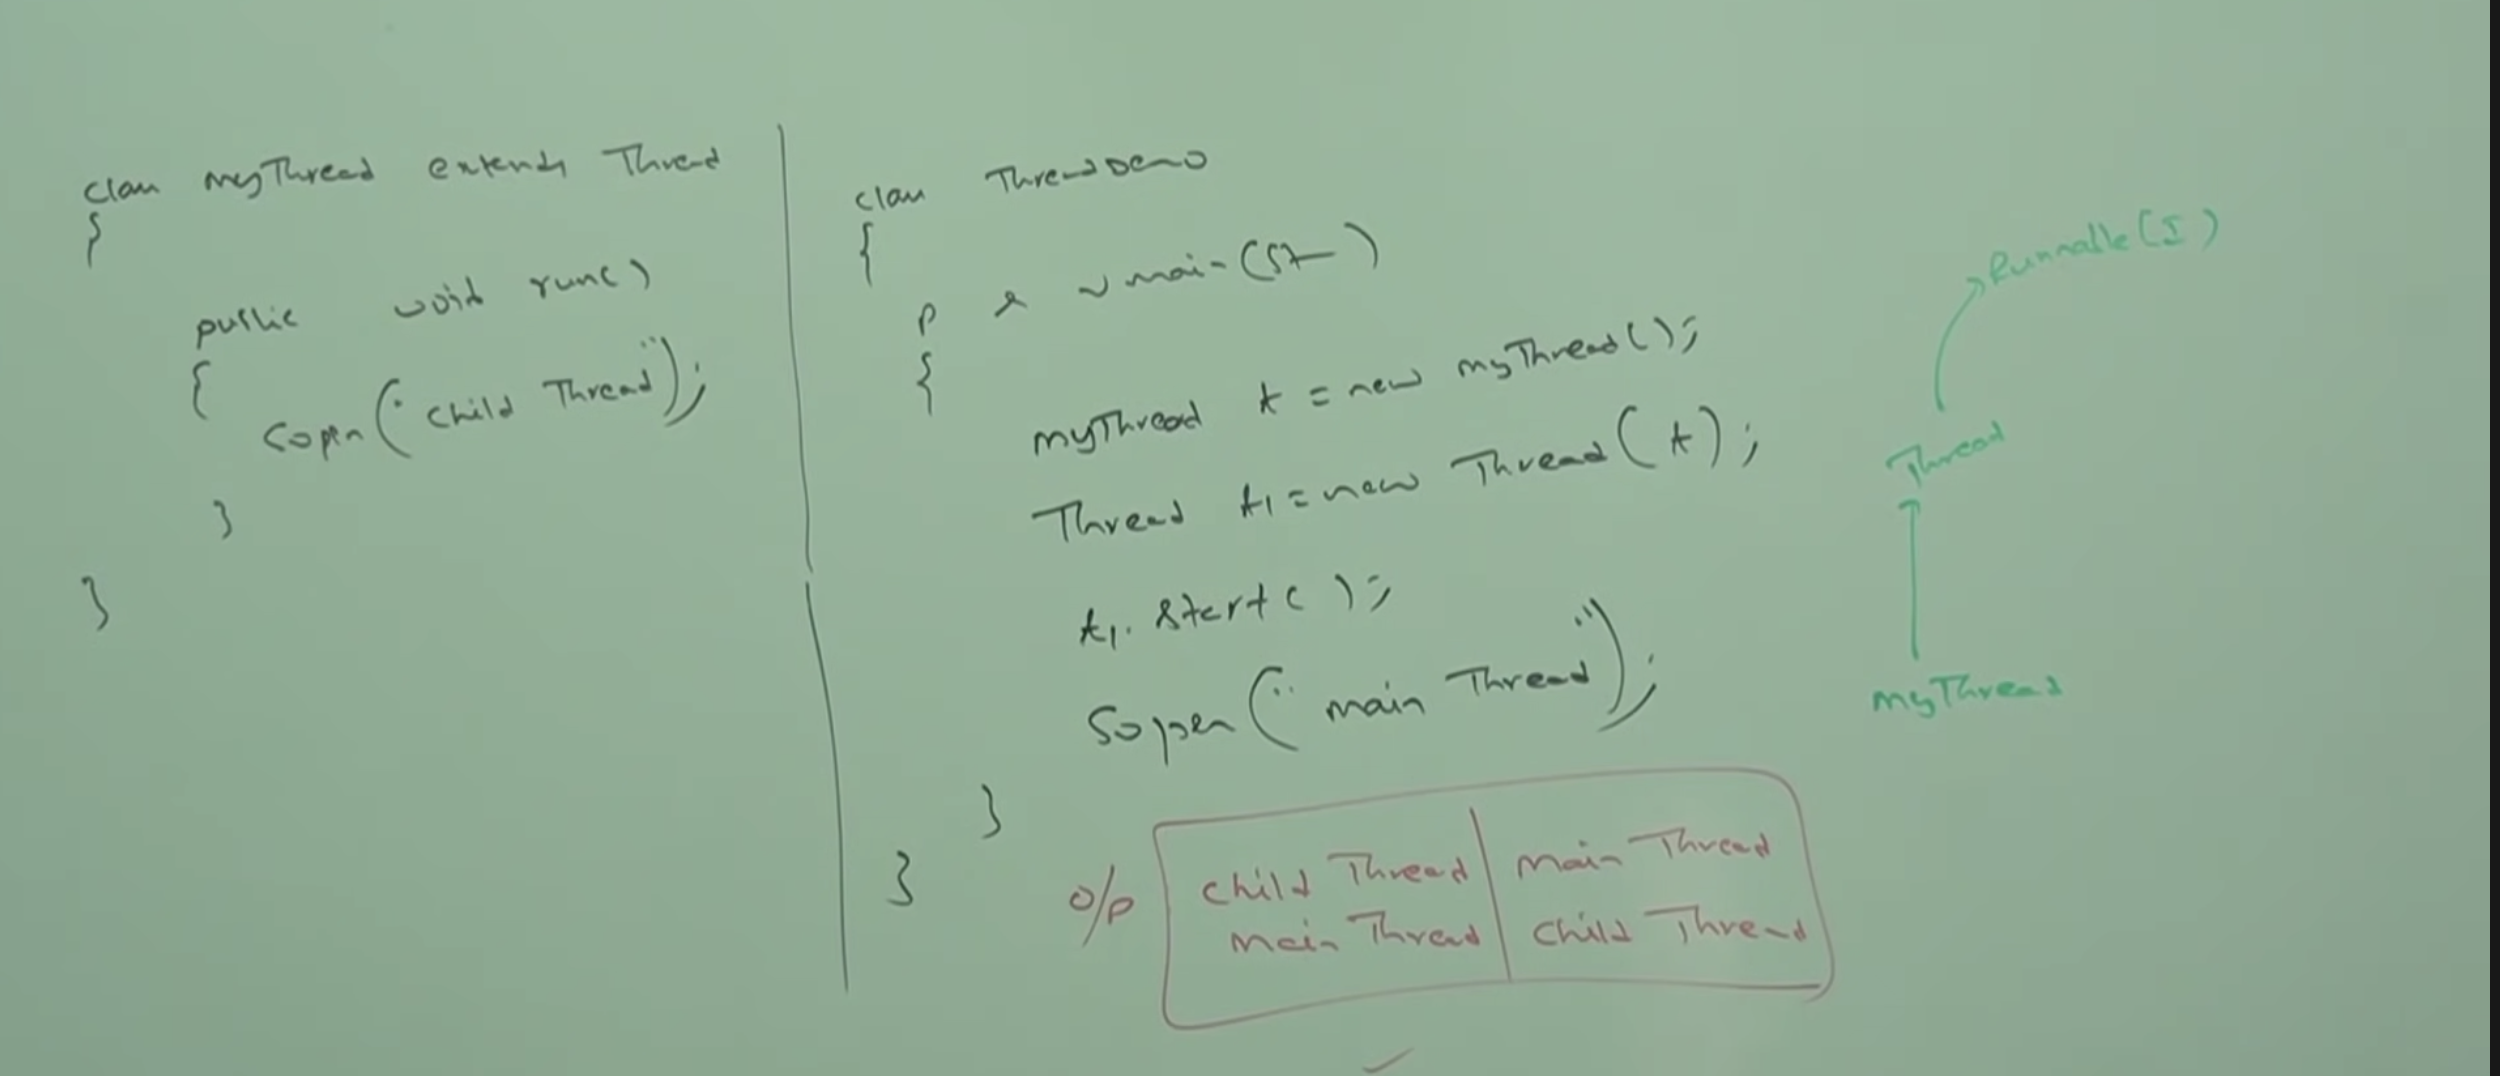 class MyThread extends Thread
{
public void run()
{
Sopln("child Thread");
}
}
class ThreadDemo
{
p s v main(St—)
{
MyThread t = new MyThread();
Thread t1 = new Thread(t);
t1.start();
Sopln("main Thread");
}
}
O/P
child Thread
main Thread
main Thread
child Thread
Runnable(I)
Thread
MyThread